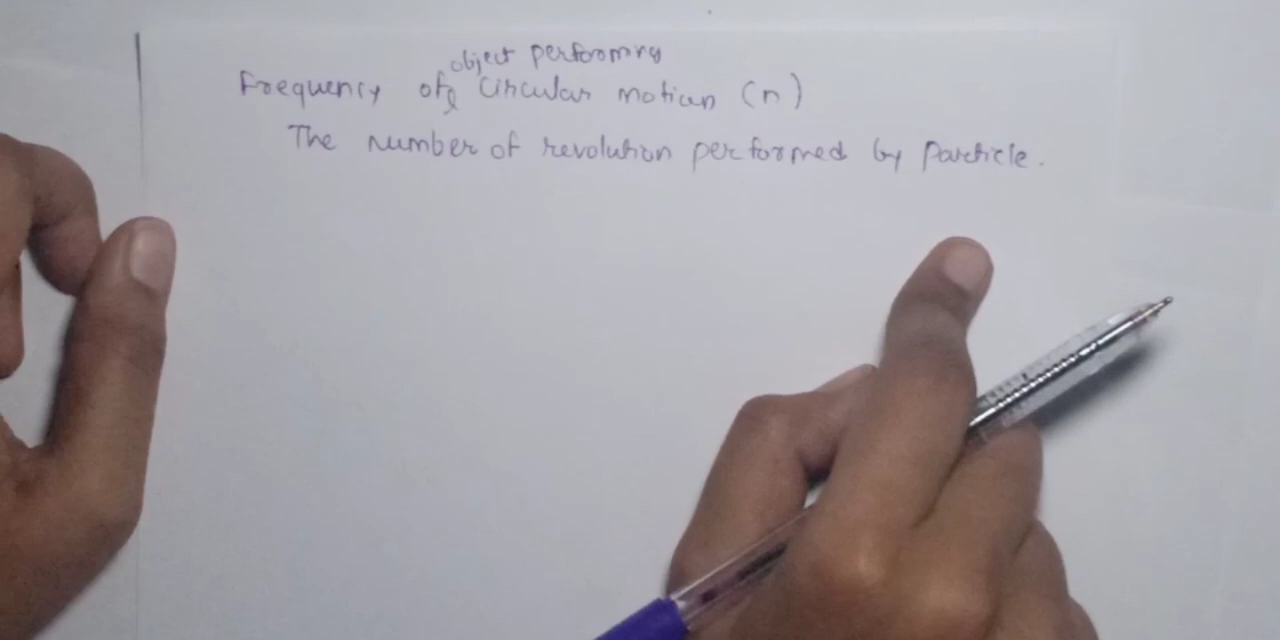 object performing
Frequency of circular motion (n)
The number of revolution performed by particle.